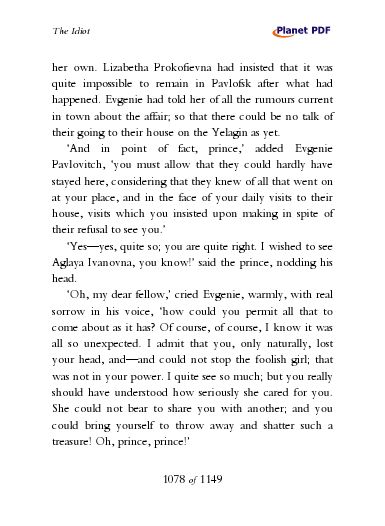 The Idiot
Planet PDF
her own. Lizabetha Prokofievna had insisted that it was
quite impossible to remain in Pavlofsk after what had
happened. Evgenie had told her of all the rumours current
in town about the affair; so that there could be no talk of
their going to their house on the Yelagin as yet.
‘And in point of fact, prince,’ added Evgenie
Pavlovitch, ‘you must allow that they could hardly have
stayed here, considering that they knew of all that went on
at your place, and in the face of your daily visits to their
house, visits which you insisted upon making in spite of
their refusal to see you.’
‘Yes—yes, quite so; you are quite right. I wished to see
Aglaya Ivanovna, you know!’ said the prince, nodding his
head.
‘Oh, my dear fellow,’ cried Evgenie, warmly, with real
sorrow in his voice, ‘how could you permit all that to
come about as it has? Of course, of course, I know it was
all so unexpected. I admit that you, only naturally, lost
your head, and—and could not stop the foolish girl; that
was not in your power. I quite see so much; but you really
should have understood how seriously she cared for you.
She could not bear to share you with another; and you
could bring yourself to throw away and shatter such a
treasure! Oh, prince, prince!’
1078 of 1149